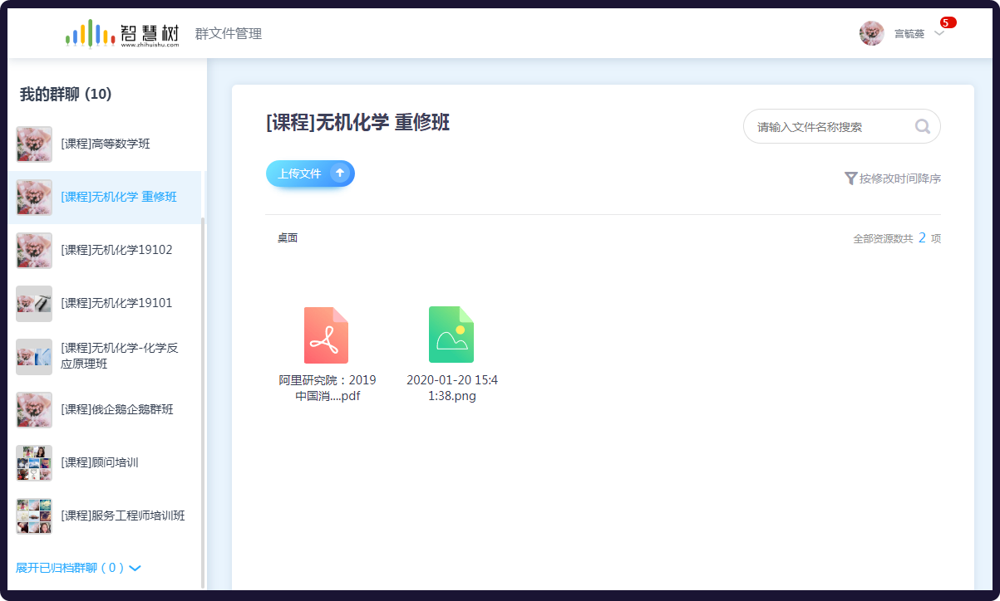 智慧树
www.zhihuishu.com
群文件管理
宫毓葵
5
我的群聊 (10)
[课程]高等数学班
[课程]无机化学 重修班
[课程]无机化学19102
[课程]无机化学19101
[课程]无机化学-化学反
应原理班
[课程]俄企鹅企鹅群班
[课程]顾问培训
[课程]服务工程师培训班
展开已归档群聊 ( 0 )
[课程]无机化学 重修班
请输入文件名称搜索
上传文件
按修改时间降序
桌面
全部资源数共 2 项
阿里研究院：2019
中国消....pdf
2020-01-20 15:4
1:38.png